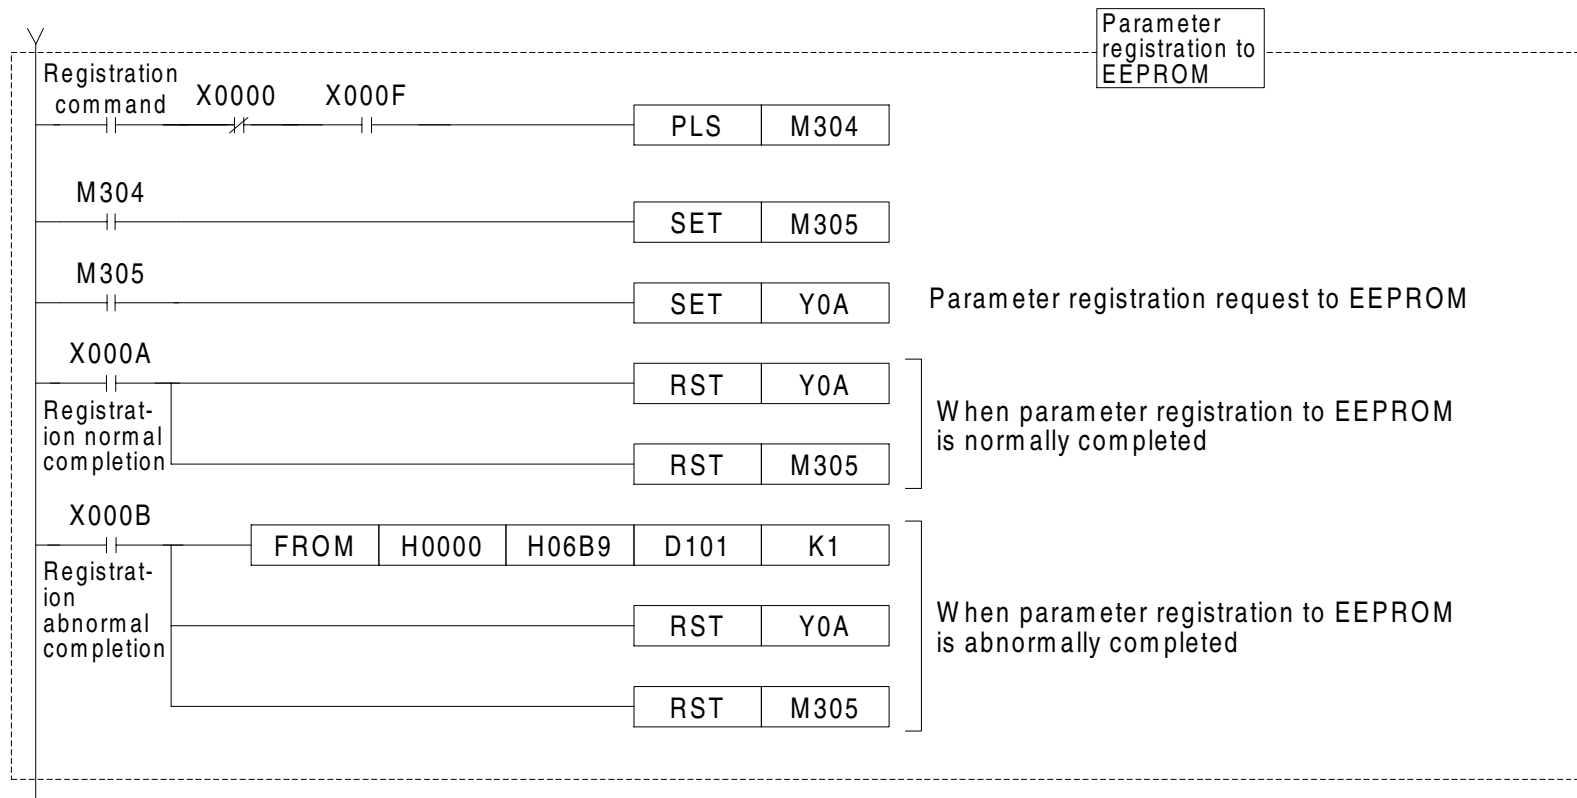 Parameter
registration to
EEPROM
Registration
command
X0000
X000F
PLS M304
M304
SET M305
M305
SET Y0A
Parameter registration request to EEPROM
X000A
RST Y0A
Registrat-
ion normal
completion
RST M305
When parameter registration to EEPROM
is normally completed
X000B
FROM H0000 H06B9 D101 K1
Registrat-
ion
abnormal
completion
RST Y0A
When parameter registration to EEPROM
is abnormally completed
RST M305